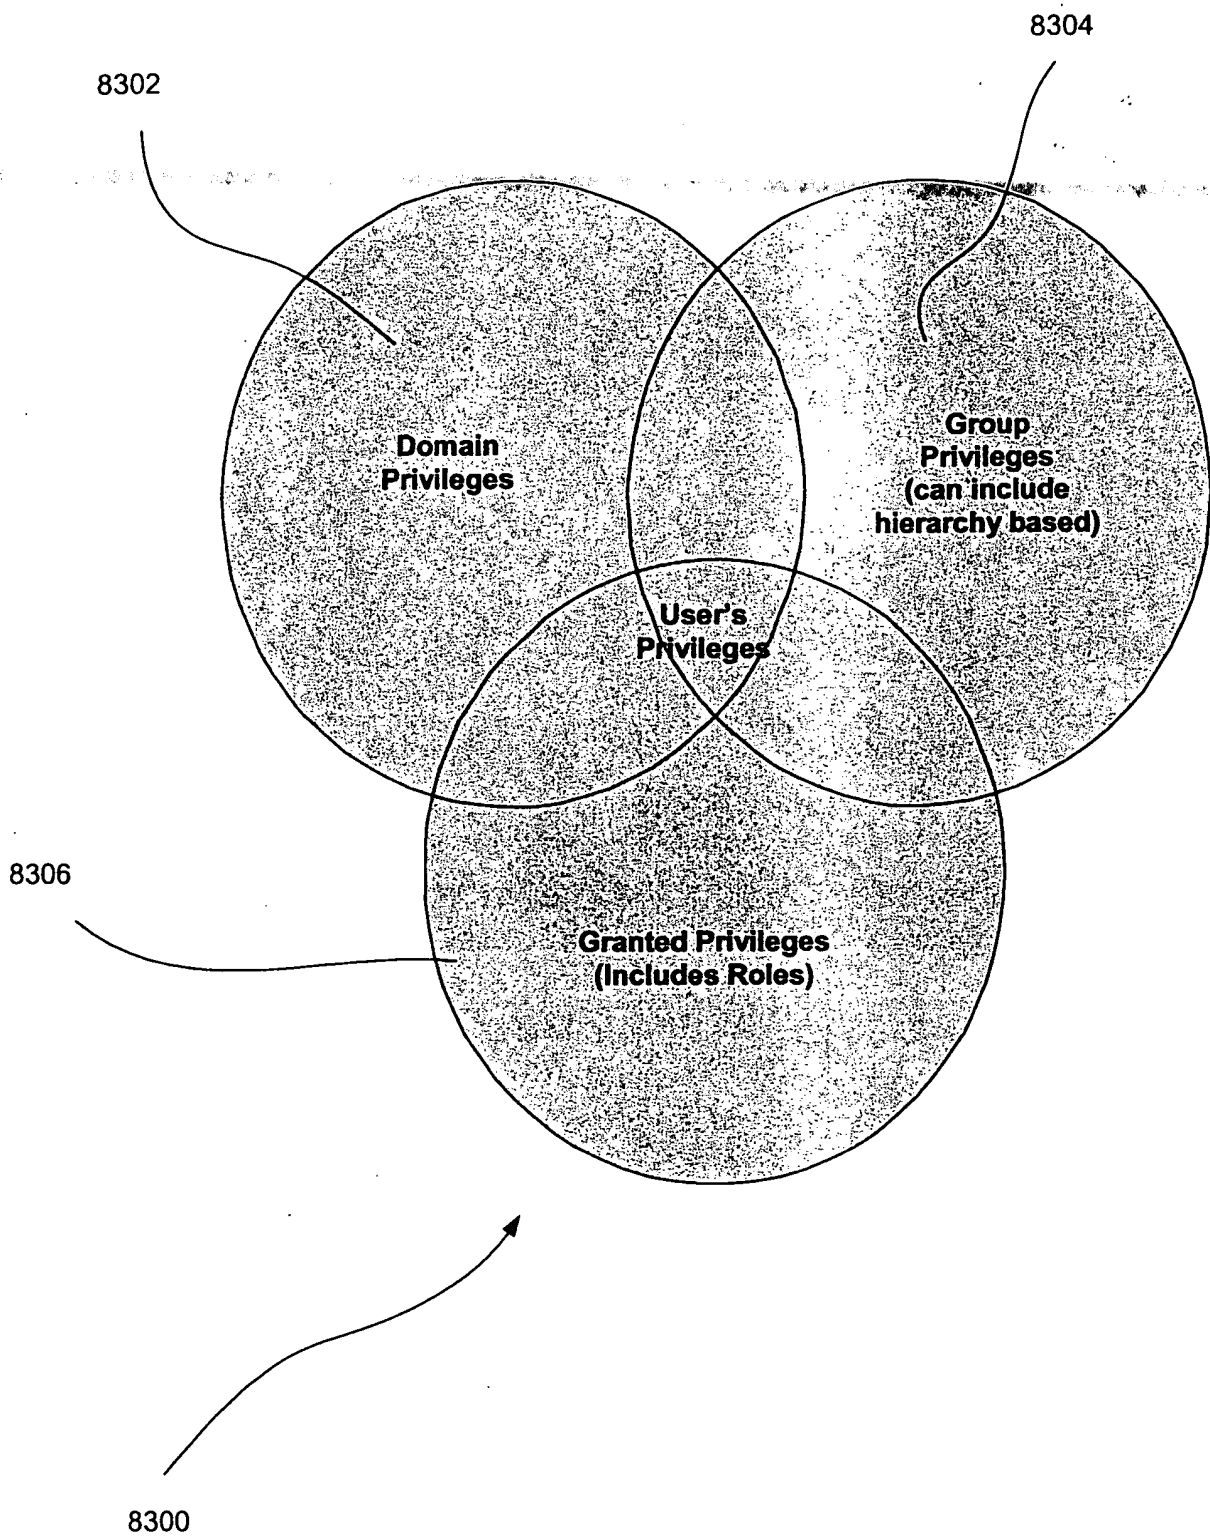 8304
8302
Domain
Privileges
Group
Privileges
(can include
hierarchy based)
User's
Privileges
8306
Granted Privileges
(Includes Roles)
8300